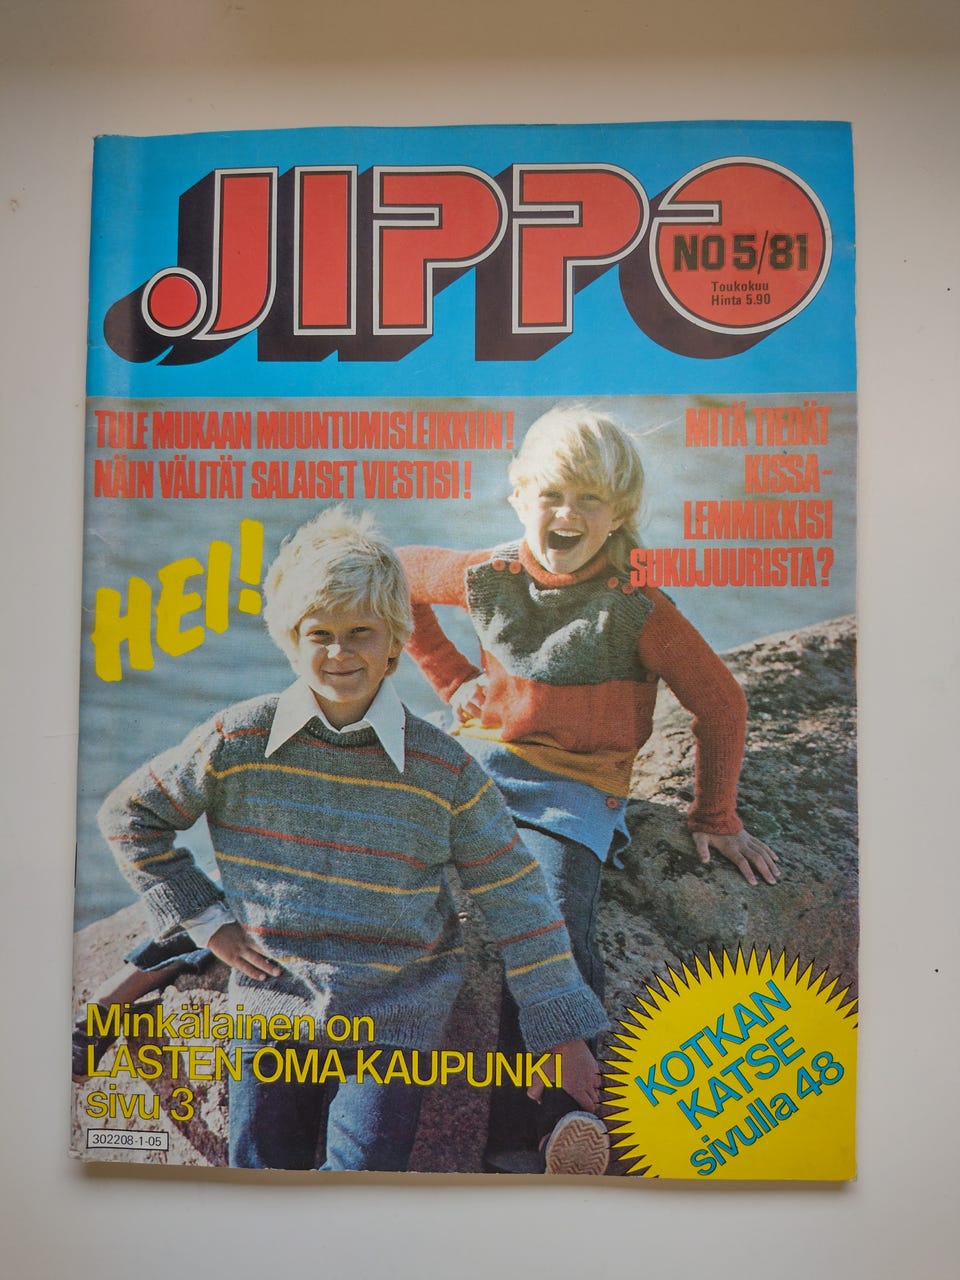 JIPPO
NO 5/81
Toukokuu
Hinta 5.90
TULE MUKAAN MUUNTUMISLEIKKIIN!
NÄIN VÄLITÄT SALAISET VIESTISI!
MITÄ TIEDÄT
KISSA-
LEMMIKKISI
SUKUJUURISTA?
HEI!
Minkälainen on
LASTEN OMA KAUPUNKI
sivu 3
302208-1-05
KOTKAN
KATSE
sivulla 48